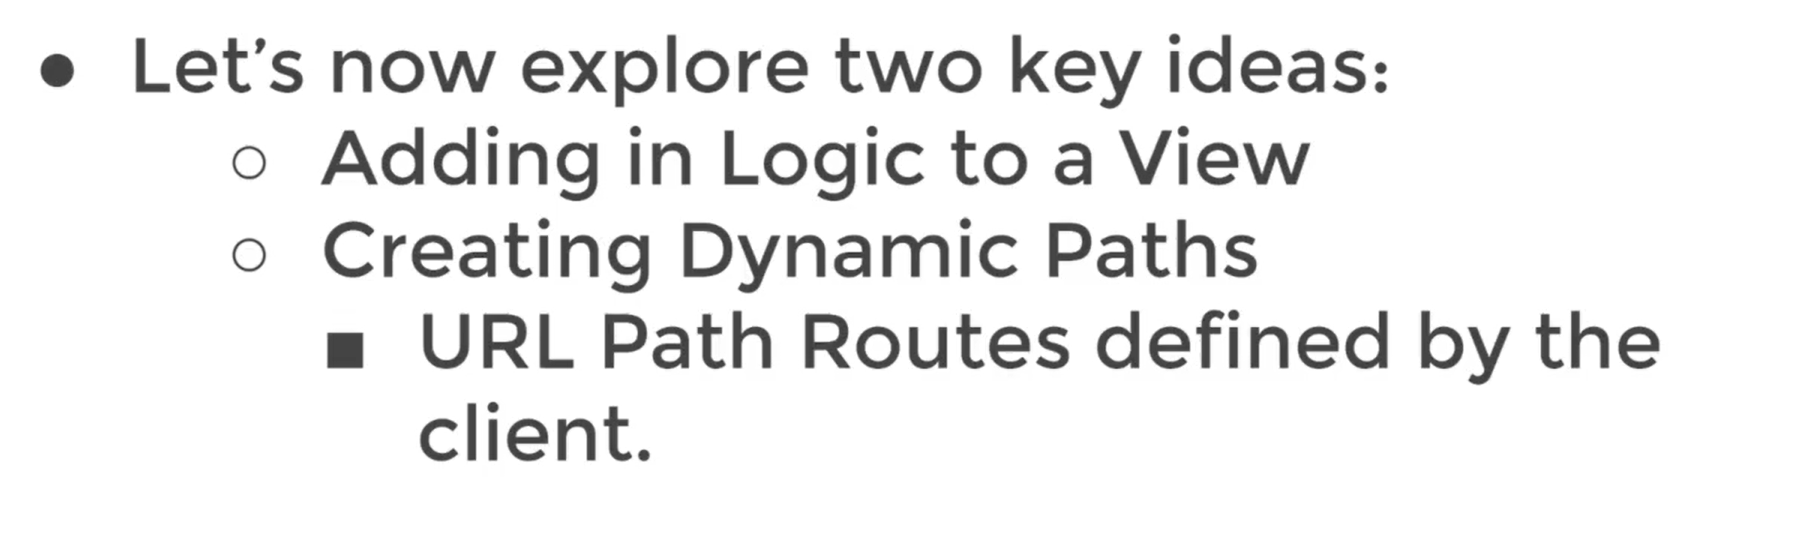 ● Let’s now explore two key ideas:
○ Adding in Logic to a View
○ Creating Dynamic Paths
■ URL Path Routes defined by the
client.